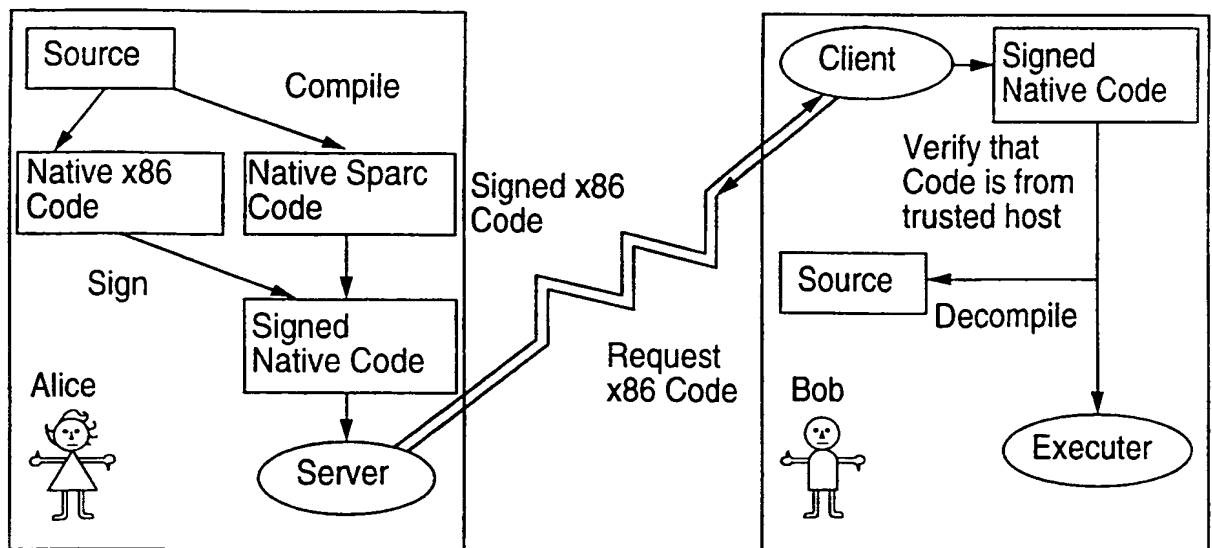 Source
Compile
Native x86
Code
Native Sparc
Code
Sign
Signed
Native Code
Alice
Server
Signed x86
Code
Request
x86 Code
Client
Signed
Native Code
Verify that
Code is from
trusted host
Source
Decompile
Bob
Executer